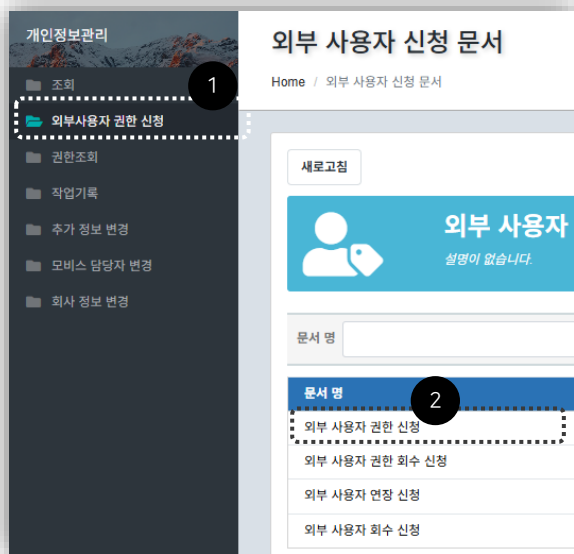 개인정보관리
조회
1
외부사용자 권한 신청
권한조회
작업기록
추가 정보 변경
모비스 담당자 변경
회사 정보 변경
외부 사용자 신청 문서
Home / 외부 사용자 신청 문서
새로고침
외부 사용자
설명이 없습니다.
문서 명
문서 명
2
외부 사용자 권한 신청
외부 사용자 권한 회수 신청
외부 사용자 연장 신청
외부 사용자 회수 신청